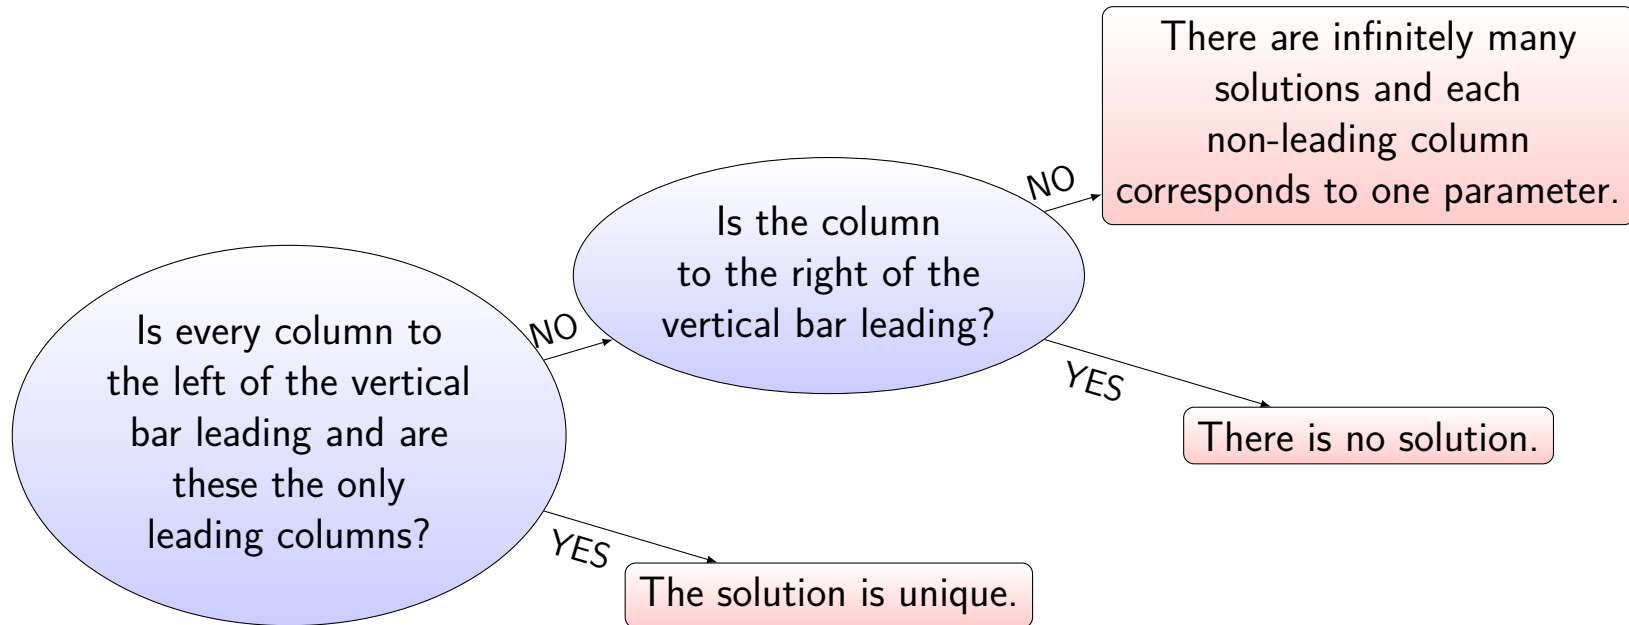 Is every column to
the left of the vertical
bar leading and are
these the only
leading columns?
NO
YES
The solution is unique.
Is the column
to the right of the
vertical bar leading?
NO
YES
There are infinitely many
solutions and each
non-leading column
corresponds to one parameter.
There is no solution.